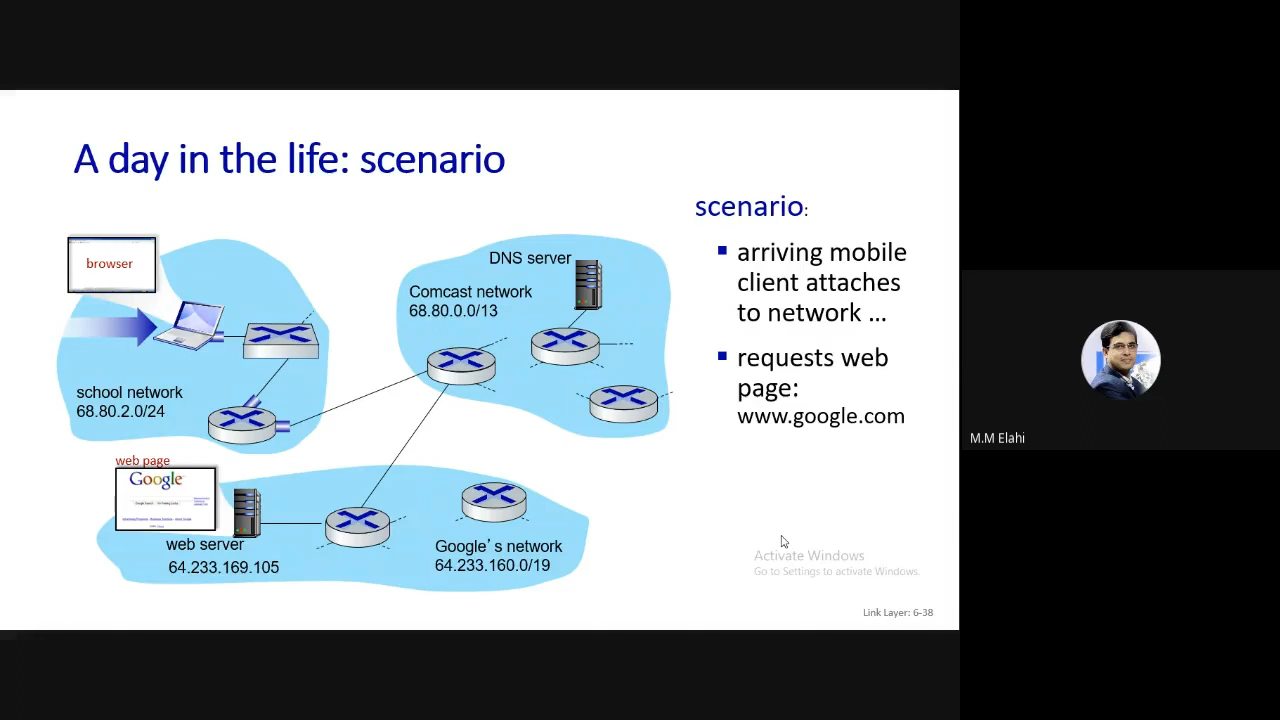 A day in the life: scenario
scenario:
browser
DNS server
arriving mobile
client attaches
to network ...
Comcast network
68.80.0.0/13
requests web
page:
www.google.com
school network
68.80.2.0/24
web page
Google
web server
64.233.169.105
Google's network
64.233.160.0/19
Activate Windows
Go to Settings to activate Windows.
Link Layer: 6-38
M.M Elahi